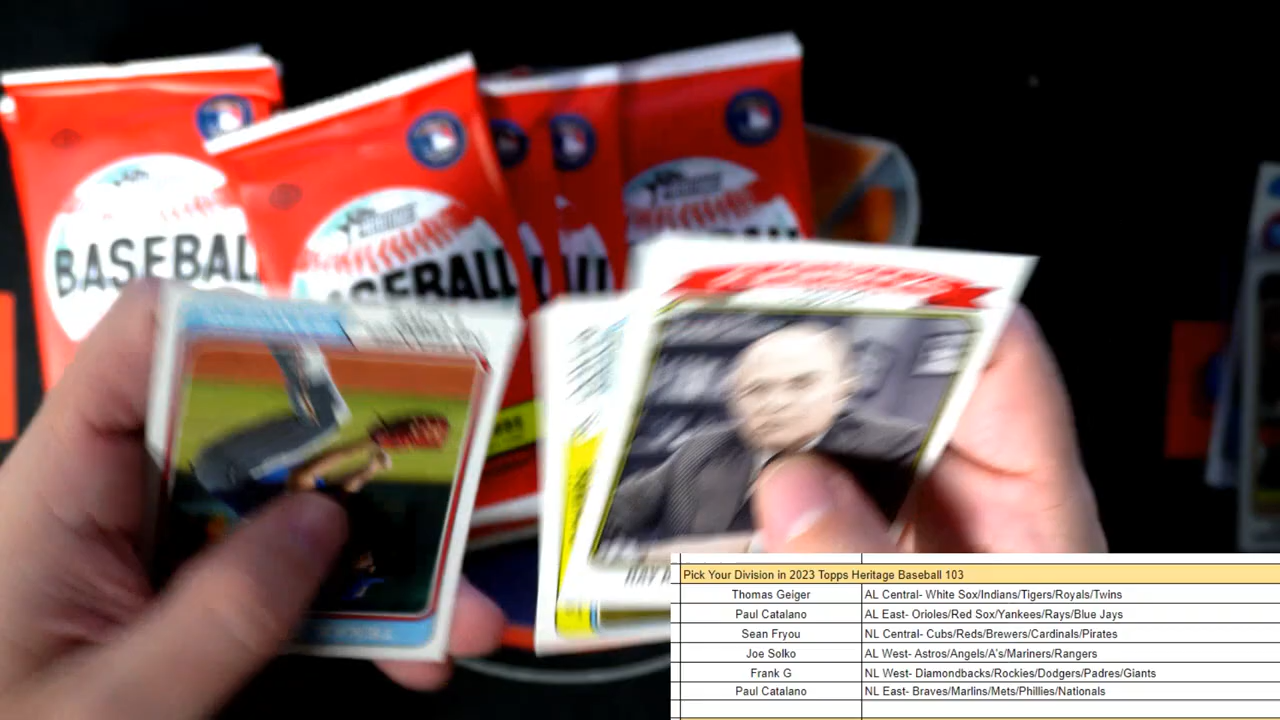 BASEBALL
BASEBALL
Pick Your Division in 2023 Topps Heritage Baseball 103
Thomas Geiger AL Central- White Sox/Indians/Tigers/Royals/Twins
Paul Catalano AL East- Orioles/Red Sox/Yankees/Rays/Blue Jays
Sean Fryou NL Central- Cubs/Reds/Brewers/Cardinals/Pirates
Joe Solko AL West- Astros/Angels/A's/Mariners/Rangers
Frank G NL West- Diamondbacks/Rockies/Dodgers/Padres/Giants
Paul Catalano NL East- Braves/Marlins/Mets/Phillies/Nationals